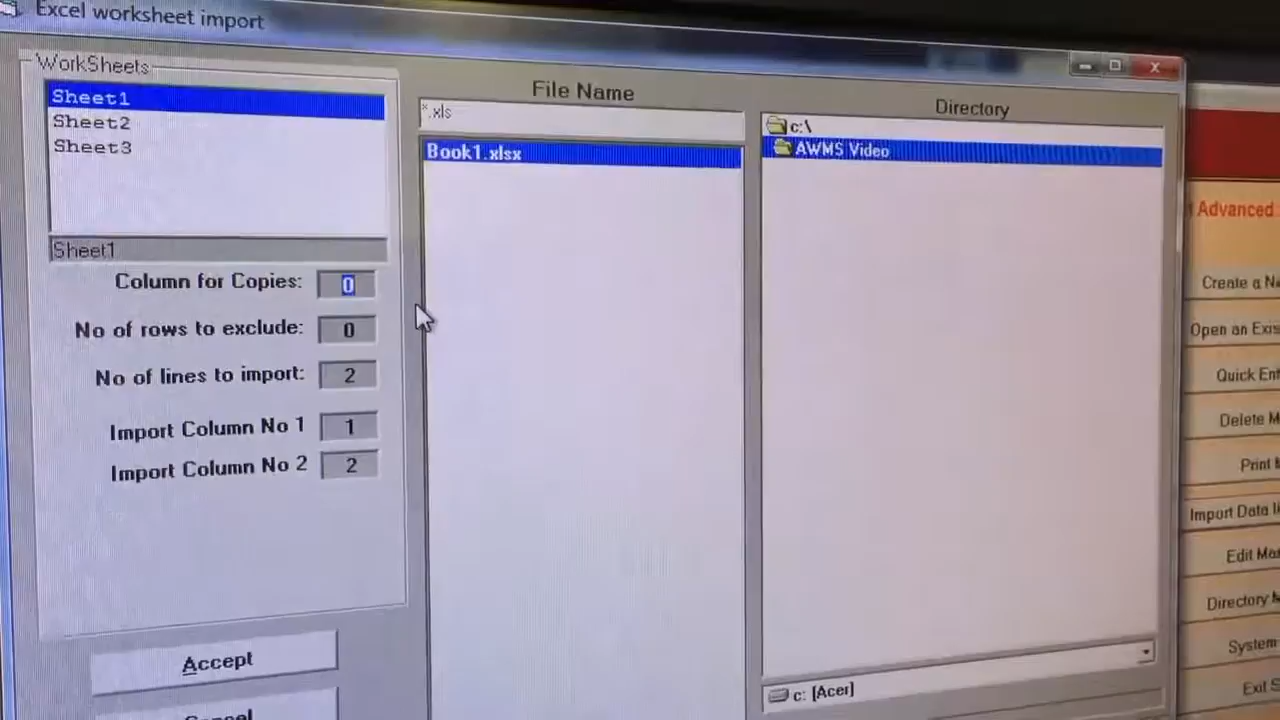 Excel worksheet import
WorkSheets
Sheet1
Sheet2
Sheet3
Sheet1
Column for Copies: 0
No of rows to exclude: 0
No of lines to import: 2
Import Column No 1 1
Import Column No 2 2
Accept
Cancel
File Name
*.xls
Book1.xlsx
Directory
c:\
AWMS Video
c: [Acer]
Advanced
Create a
Open an
Quick
Delete
Print
Import Data
Edit
Directory
System
Exit